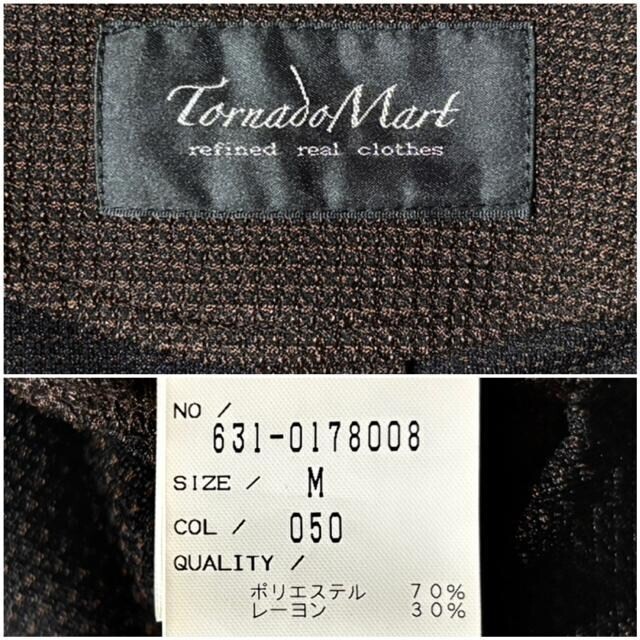 TornadoMart
refined real clothes
NO / 631-0178008
SIZE / M
COL / 050
QUALITY /
ポリエステル 70%
レーヨン 30%